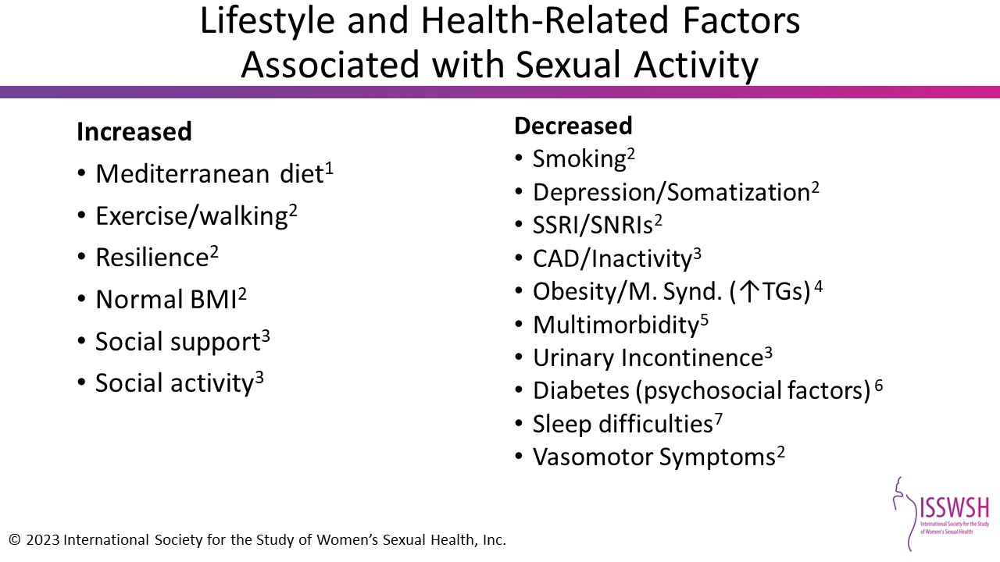 Lifestyle and Health-Related Factors
Associated with Sexual Activity
Increased
• Mediterranean diet¹
• Exercise/walking²
• Resilience²
• Normal BMI²
• Social support³
• Social activity³
Decreased
• Smoking²
• Depression/Somatization²
• SSRI/SNRIs²
• CAD/Inactivity³
• Obesity/M. Synd. (↑TGs)⁴
• Multimorbidity⁵
• Urinary Incontinence³
• Diabetes (psychosocial factors)⁶
• Sleep difficulties⁷
• Vasomotor Symptoms²
ISSWSH
International Society for the Study
of Women's Sexual Health
© 2023 International Society for the Study of Women’s Sexual Health, Inc.